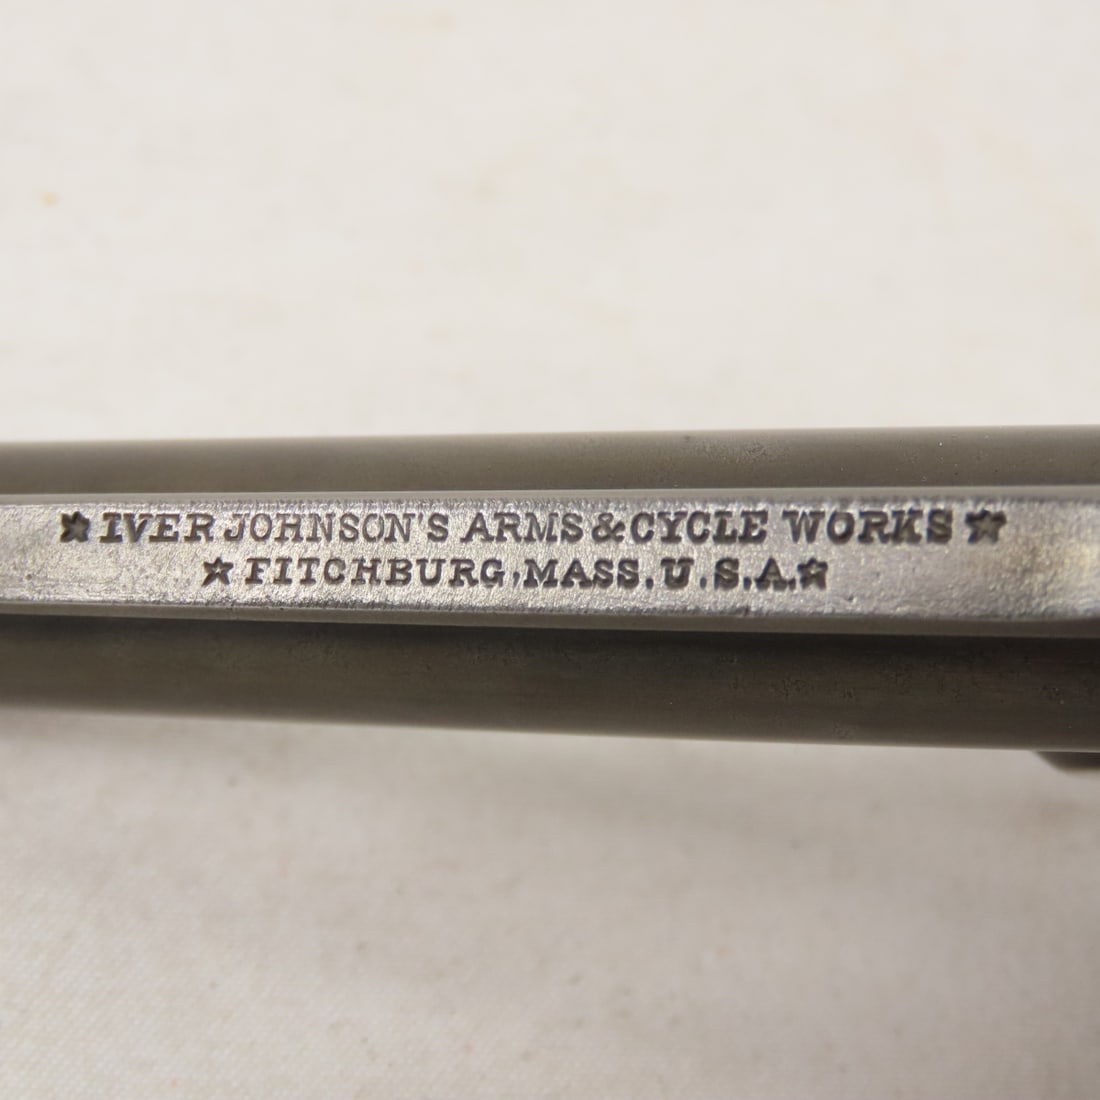 ★ IVER JOHNSON'S ARMS & CYCLE WORKS ★
★ FITCHBURG, MASS. U.S.A. ★